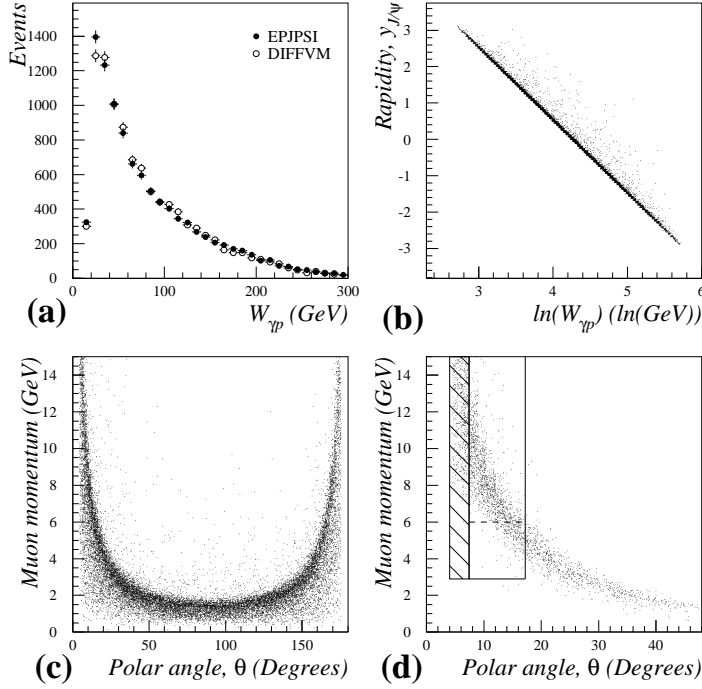 Events
EPJPSI
DIFFVM
1400
1200
1000
800
600
400
200
0
0 100 200 300
(a)
W_γp (GeV)
Rapidity, y_J/ψ
3
2
1
0
-1
-2
-3
3 4 5 6
(b)
ln(W_γp) (ln(GeV))
Muon momentum (GeV)
14
12
10
8
6
4
2
0
0 50 100 150
(c)
Polar angle, θ (Degrees)
Muon momentum (GeV)
14
12
10
8
6
4
2
0
0 10 20 30 40
(d)
Polar angle, θ (Degrees)